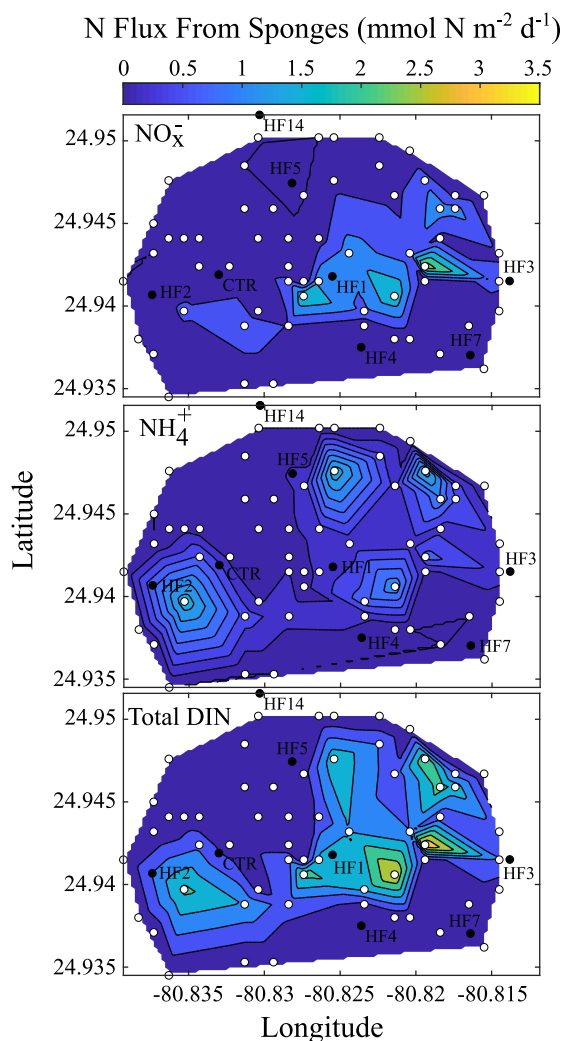 N Flux From Sponges (mmol N m⁻² d⁻¹)
0 0.5 1 1.5 2 2.5 3 3.5
NOₓ⁻
HF14
24.95
HF5
24.945
HF3
CTR
HF2
HF1
24.94
HF4
HF7
24.935
NH₄⁺
HF14
24.95
HF5
24.945
Latitude
HF3
CTR
HF1
HF2
24.94
HF4
HF7
24.935
Total DIN
HF14
24.95
HF5
24.945
HF1
HF3
CTR
HF2
24.94
HF4
HF7
24.935
-80.835 -80.83 -80.825 -80.82 -80.815
Longitude